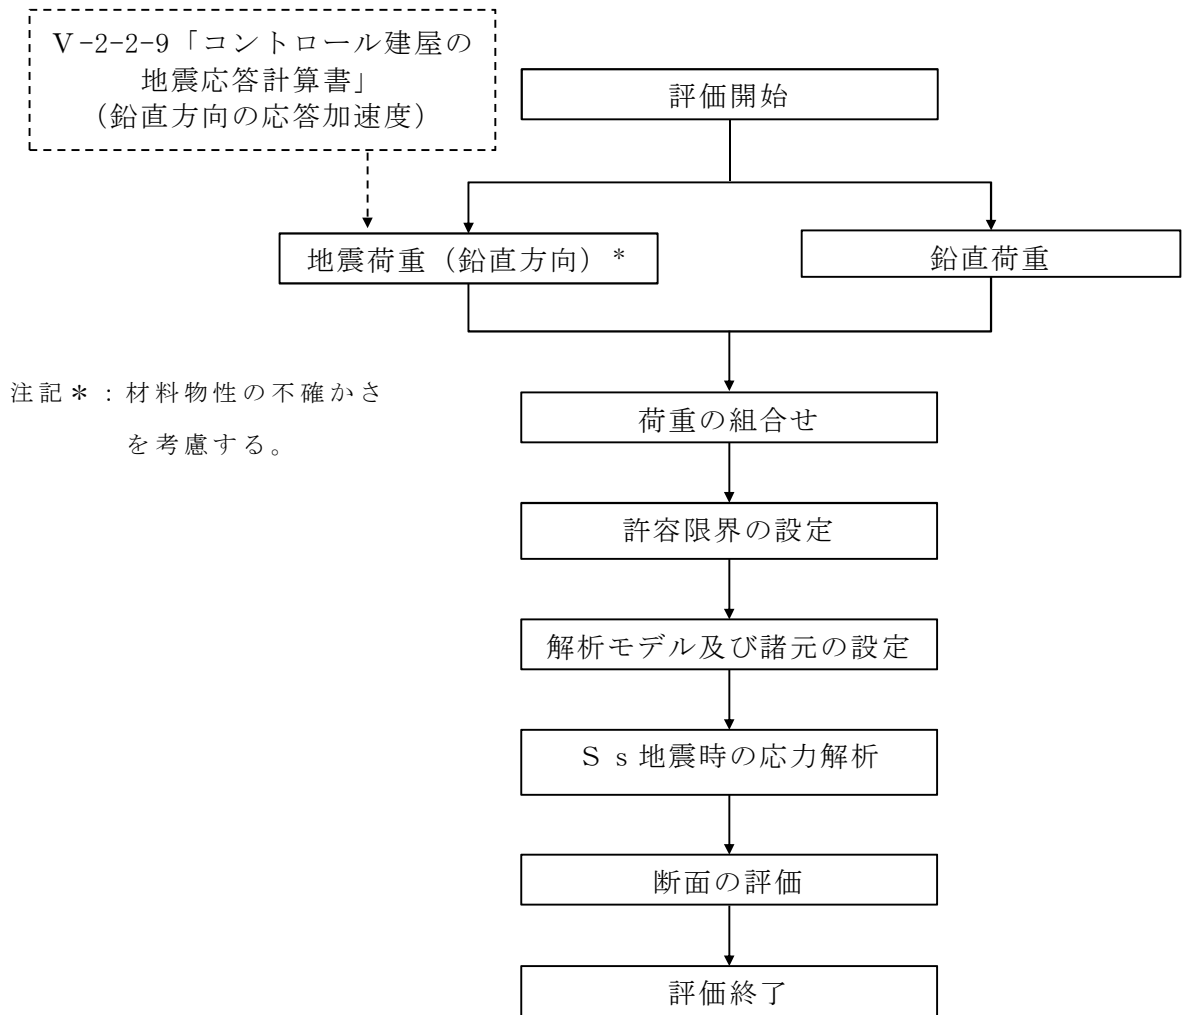 Ⅴ-2-2-9「コントロール建屋の
地震応答計算書」
（鉛直方向の応答加速度）
評価開始
地震荷重（鉛直方向）*
鉛直荷重
注記＊：材料物性の不確かさ
を考慮する。
荷重の組合せ
許容限界の設定
解析モデル及び諸元の設定
Ｓｓ地震時の応力解析
断面の評価
評価終了